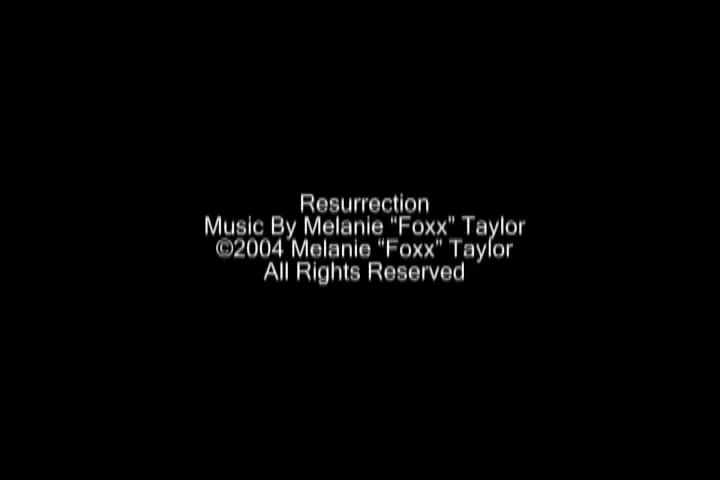 Resurrection
Music By Melanie “Foxx” Taylor
©2004 Melanie “Foxx” Taylor
All Rights Reserved